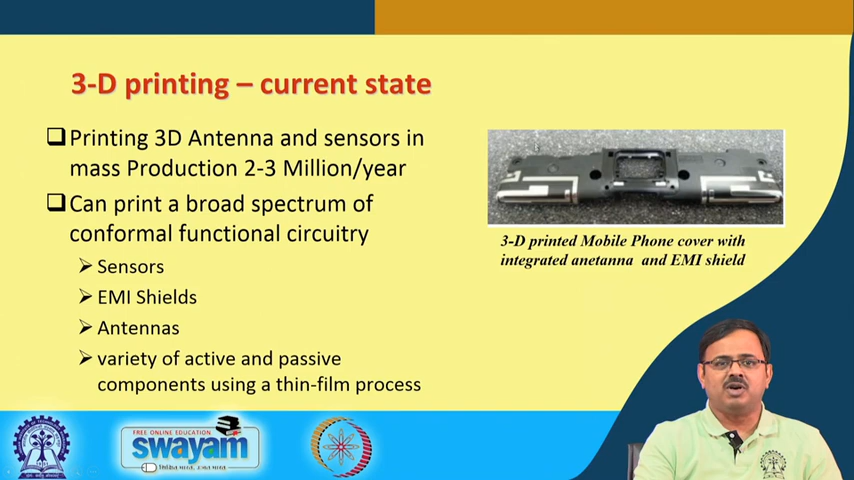 3-D printing – current state
Printing 3D Antenna and sensors in
mass Production 2-3 Million/year
Can print a broad spectrum of
conformal functional circuitry
Sensors
EMI Shields
Antennas
variety of active and passive
components using a thin-film process
3-D printed Mobile Phone cover with
integrated anetanna and EMI shield
FREE ONLINE EDUCATION
swayam